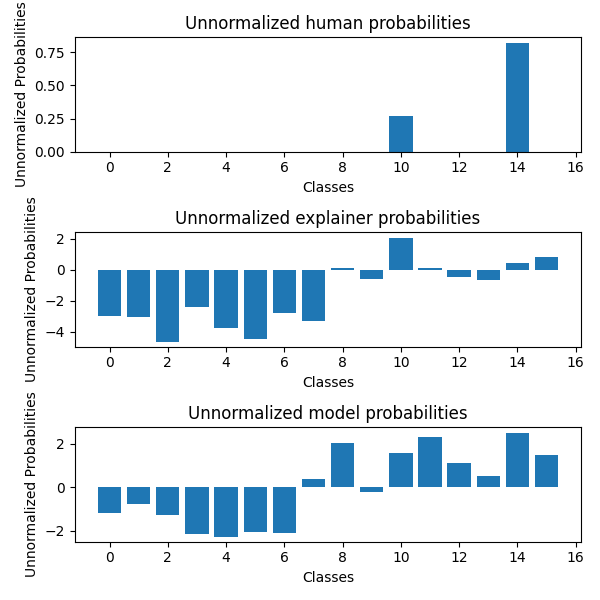 Unnormalized human probabilities
Unnormalized Probabilities
0.75
0.50
0.25
0.00
0 2 4 6 8 10 12 14 16
Classes
Unnormalized explainer probabilities
Unnormalized Probabilities
2
0
−2
−4
0 2 4 6 8 10 12 14 16
Classes
Unnormalized model probabilities
Unnormalized Probabilities
2
0
−2
0 2 4 6 8 10 12 14 16
Classes